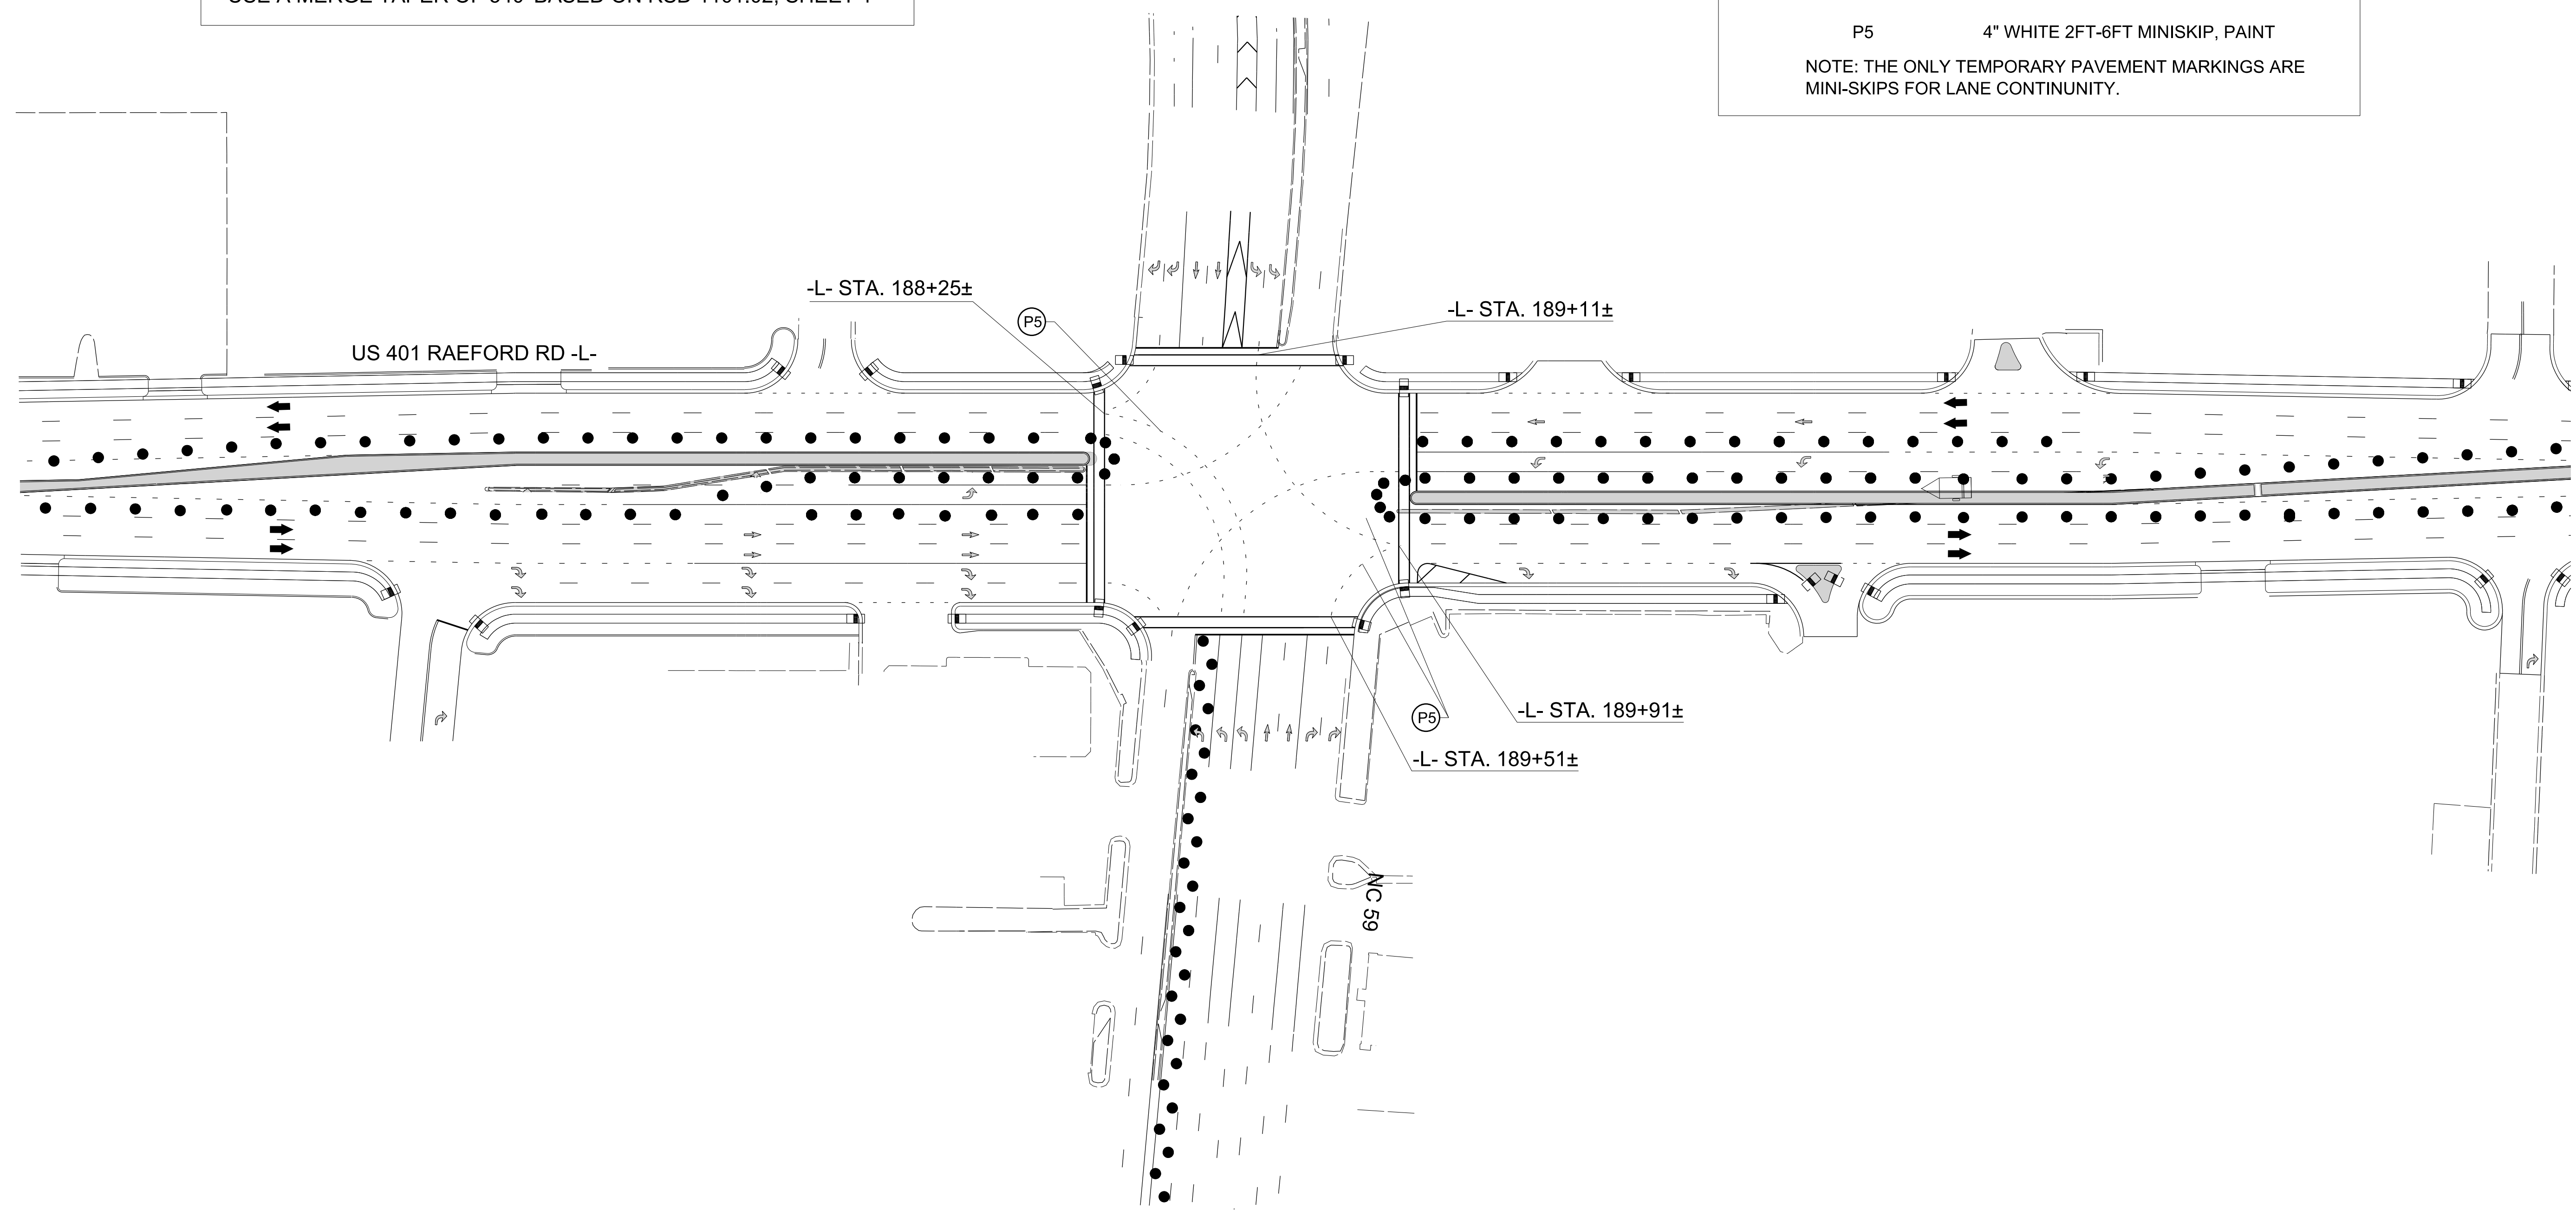 P5 4" WHITE 2FT-6FT MINISKIP, PAINT
NOTE: THE ONLY TEMPORARY PAVEMENT MARKINGS ARE
MINI-SKIPS FOR LANE CONTINUNITY.
-L- STA. 188+25±
P5
-L- STA. 189+11±
US 401 RAEFORD RD -L-
P5
-L- STA. 189+91±
-L- STA. 189+51±
NC 59